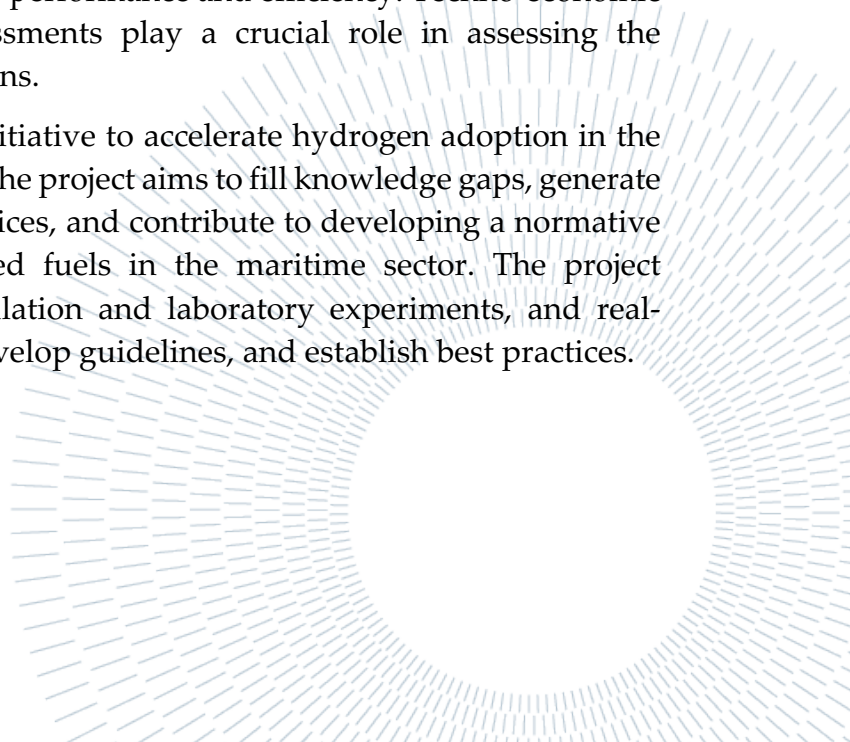 performance and efficiency. Techno-economic
ssments play a crucial role in assessing the
ns.
itiative to accelerate hydrogen adoption in the
he project aims to fill knowledge gaps, generate
ices, and contribute to developing a normative
ed fuels in the maritime sector. The project
lation and laboratory experiments, and real-
velop guidelines, and establish best practices.